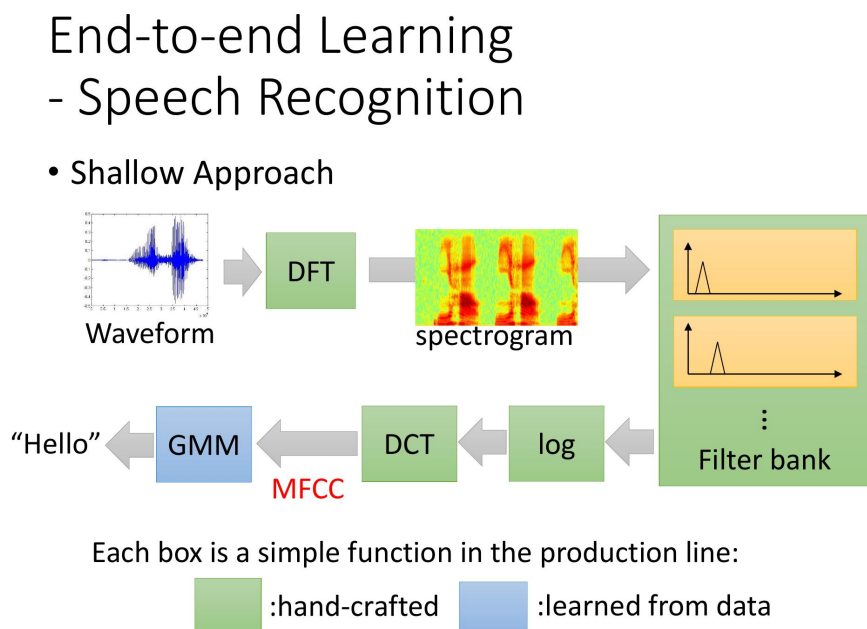 End-to-end Learning
- Speech Recognition
• Shallow Approach
DFT
Waveform
spectrogram
"Hello"
GMM
MFCC
DCT
log
⋮
Filter bank
Each box is a simple function in the production line:
:hand-crafted
:learned from data